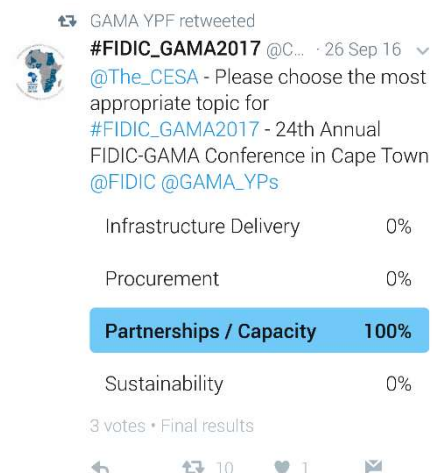 GAMA YPF retweeted
#FIDIC_GAMA2017 @C... · 26 Sep 16
@The_CESA - Please choose the most
appropriate topic for
#FIDIC_GAMA2017 - 24th Annual
FIDIC-GAMA Conference in Cape Town
@FIDIC @GAMA_YPs
Infrastructure Delivery 0%
Procurement 0%
Partnerships / Capacity 100%
Sustainability 0%
3 votes • Final results
10 1